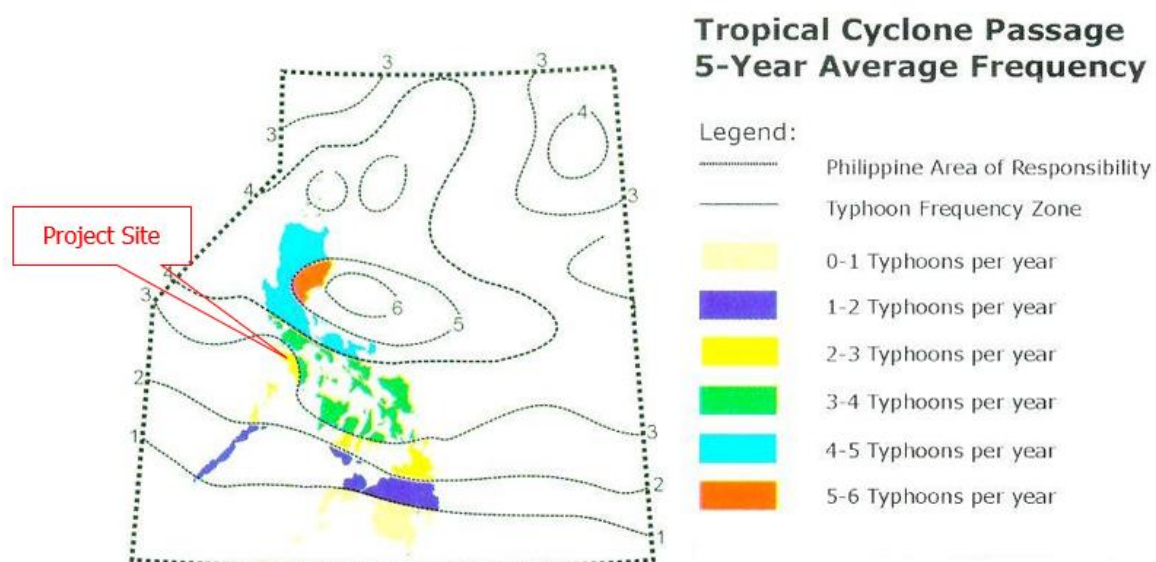 Tropical Cyclone Passage
5-Year Average Frequency
Legend:
Philippine Area of Responsibility
Typhoon Frequency Zone
0-1 Typhoons per year
1-2 Typhoons per year
2-3 Typhoons per year
3-4 Typhoons per year
4-5 Typhoons per year
5-6 Typhoons per year
Project Site
3
3
3
4
3
4
3
4
3
6
5
2
1
3
2
1